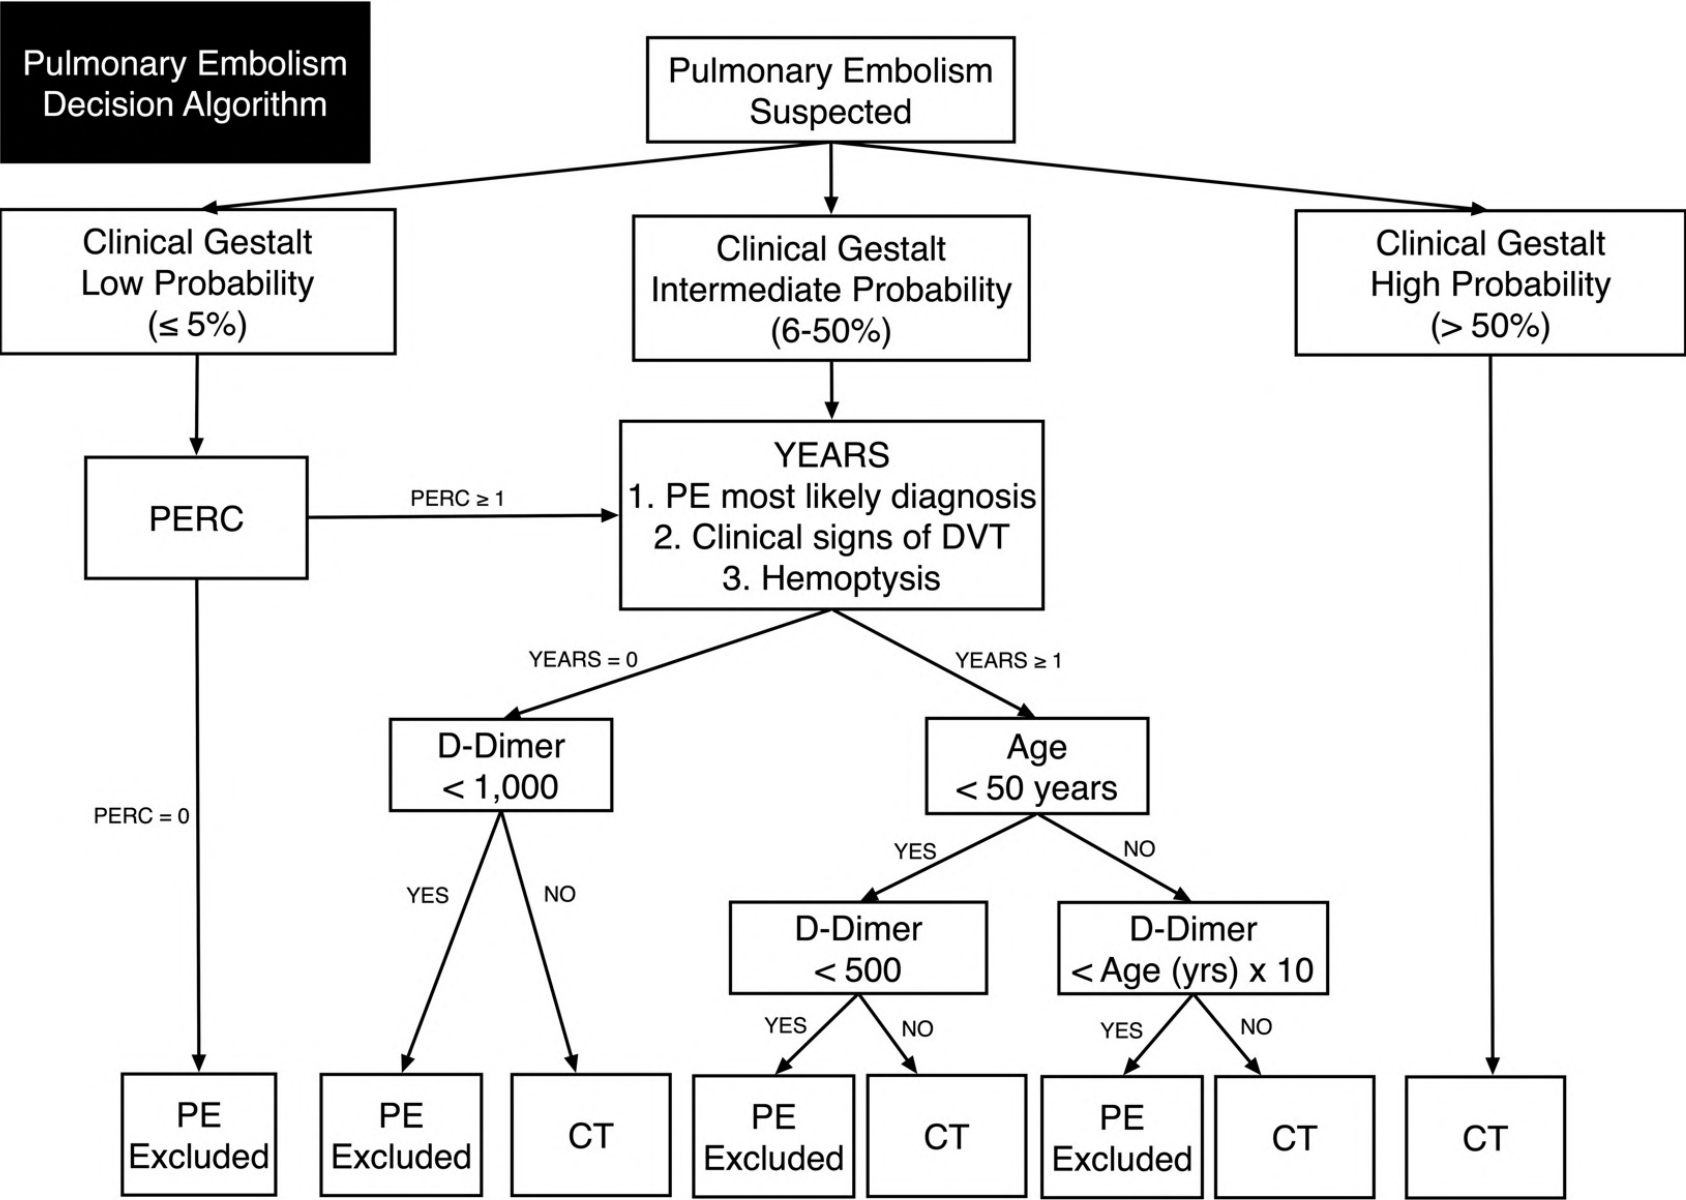 Pulmonary Embolism
Decision Algorithm
Pulmonary Embolism
Suspected
Clinical Gestalt
Low Probability
(≤ 5%)
Clinical Gestalt
Intermediate Probability
(6-50%)
Clinical Gestalt
High Probability
(> 50%)
PERC
PERC ≥ 1
YEARS
1. PE most likely diagnosis
2. Clinical signs of DVT
3. Hemoptysis
YEARS = 0
YEARS ≥ 1
D-Dimer
< 1,000
Age
< 50 years
PERC = 0
YES
NO
YES
NO
D-Dimer
< 500
D-Dimer
< Age (yrs) x 10
YES
NO
YES
NO
PE
Excluded
PE
Excluded
CT
PE
Excluded
CT
PE
Excluded
CT
CT